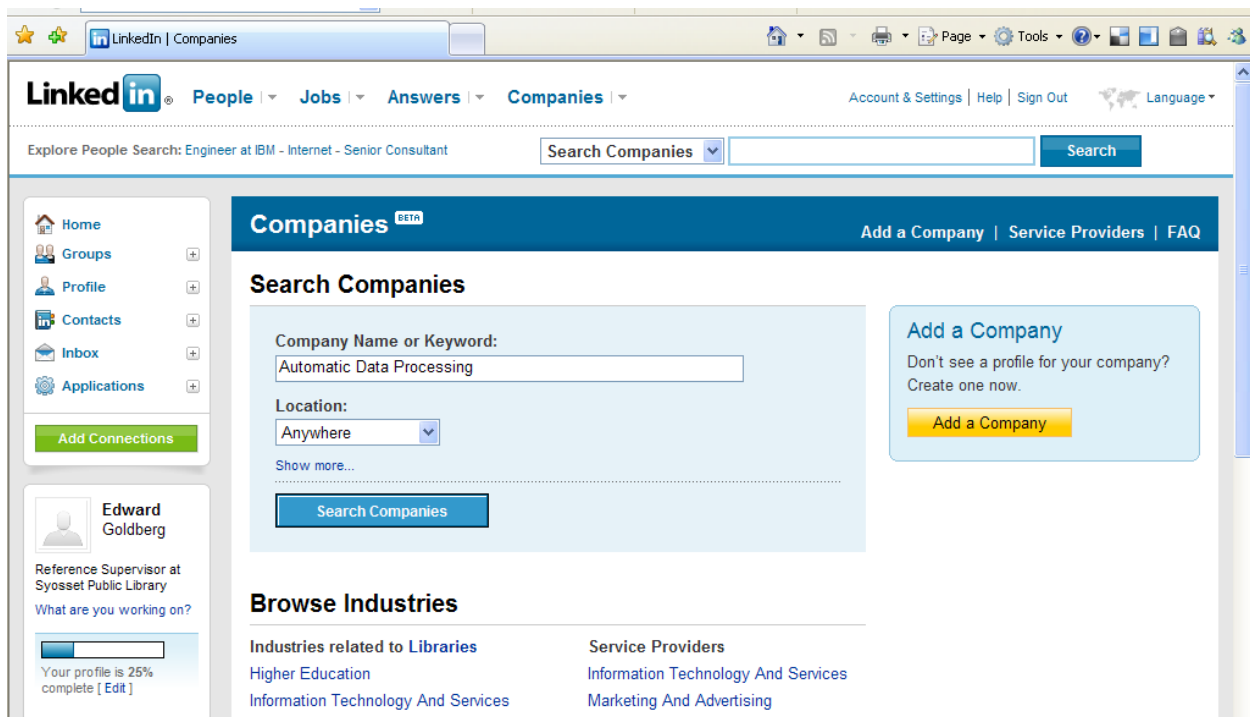 LinkedIn | Companies
Page
Tools
Linked in ®
People Jobs Answers Companies
Account & Settings | Help | Sign Out Language
Explore People Search: Engineer at IBM - Internet - Senior Consultant
Search Companies
Search
Home
Groups
Profile
Contacts
Inbox
Applications
Add Connections
Edward
Goldberg
Reference Supervisor at
Syosset Public Library
What are you working on?
Your profile is 25%
complete [ Edit ]
Companies BETA
Add a Company | Service Providers | FAQ
Search Companies
Company Name or Keyword:
Automatic Data Processing
Location:
Anywhere
Show more...
Search Companies
Add a Company
Don't see a profile for your company?
Create one now.
Add a Company
Browse Industries
Industries related to Libraries
Higher Education
Information Technology And Services
Service Providers
Information Technology And Services
Marketing And Advertising